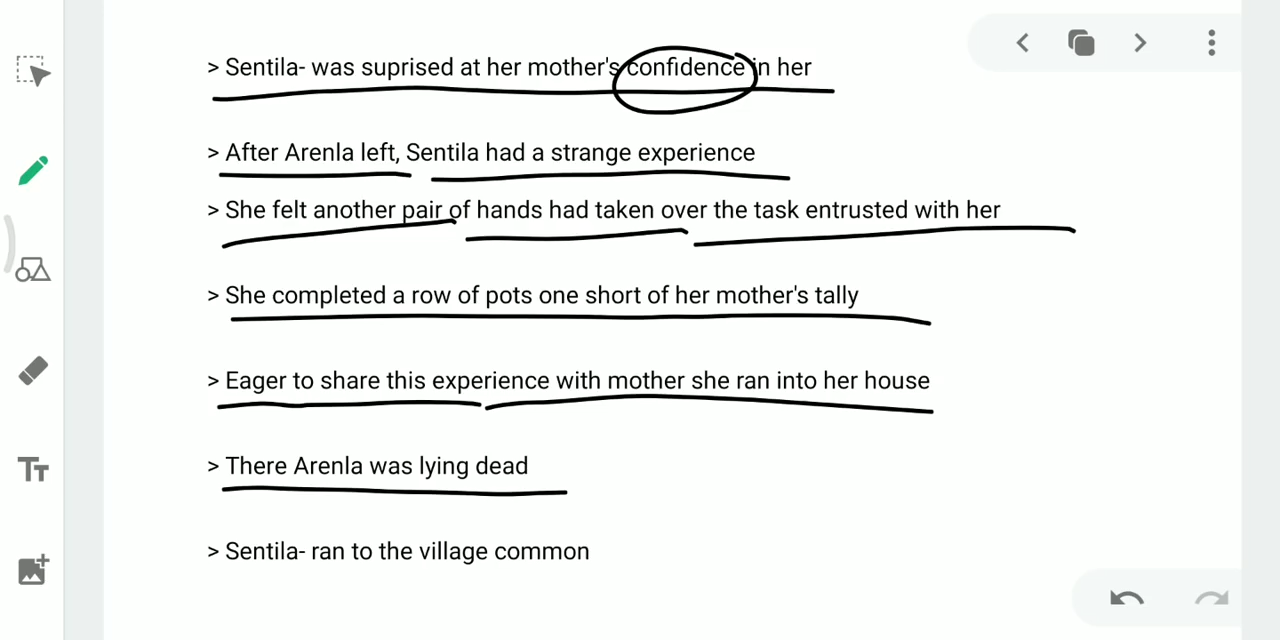 > Sentila- was suprised at her mother's confidence in her
> After Arenla left, Sentila had a strange experience
> She felt another pair of hands had taken over the task entrusted with her
> She completed a row of pots one short of her mother's tally
> Eager to share this experience with mother she ran into her house
> There Arenla was lying dead
> Sentila- ran to the village common
TT